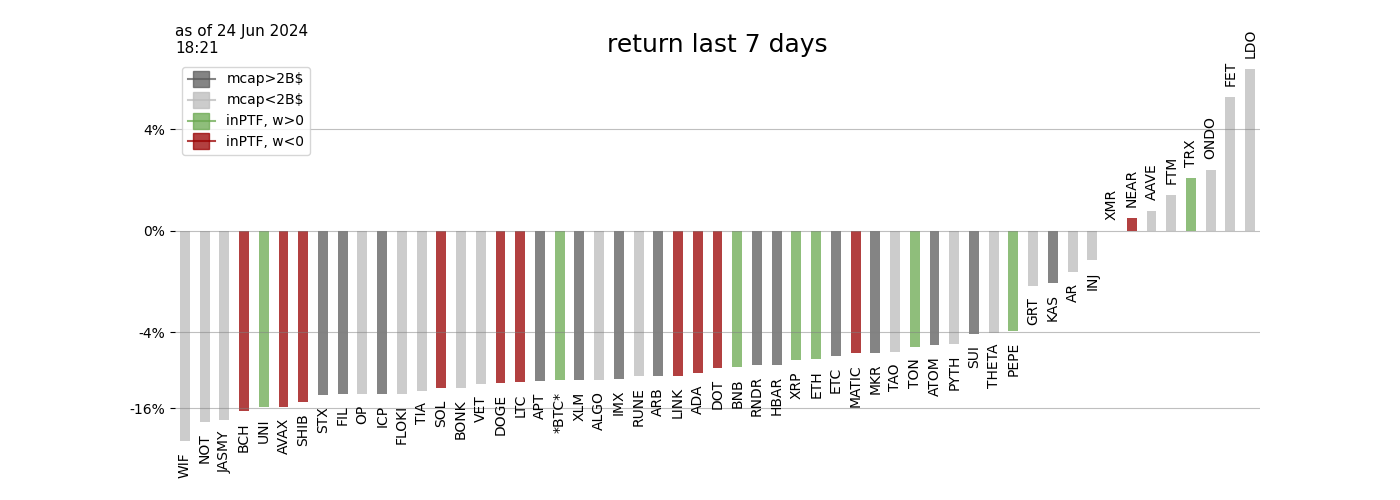 as of 24 Jun 2024
18:21
return last 7 days
mcap>2B$
mcap<2B$
inPTF, w>0
inPTF, w<0
4%
0%
-4%
-16%
WIF
NOT
JASMY
BCH
UNI
AVAX
SHIB
STX
FIL
OP
ICP
FLOKI
TIA
SOL
BONK
VET
DOGE
LTC
APT
*BTC*
XLM
ALGO
IMX
RUNE
ARB
LINK
ADA
DOT
BNB
RNDR
HBAR
XRP
ETH
ETC
MATIC
MKR
TAO
TON
ATOM
PYTH
SUI
THETA
PEPE
GRT
KAS
AR
INJ
XMR
NEAR
AAVE
FTM
TRX
ONDO
FET
LDO